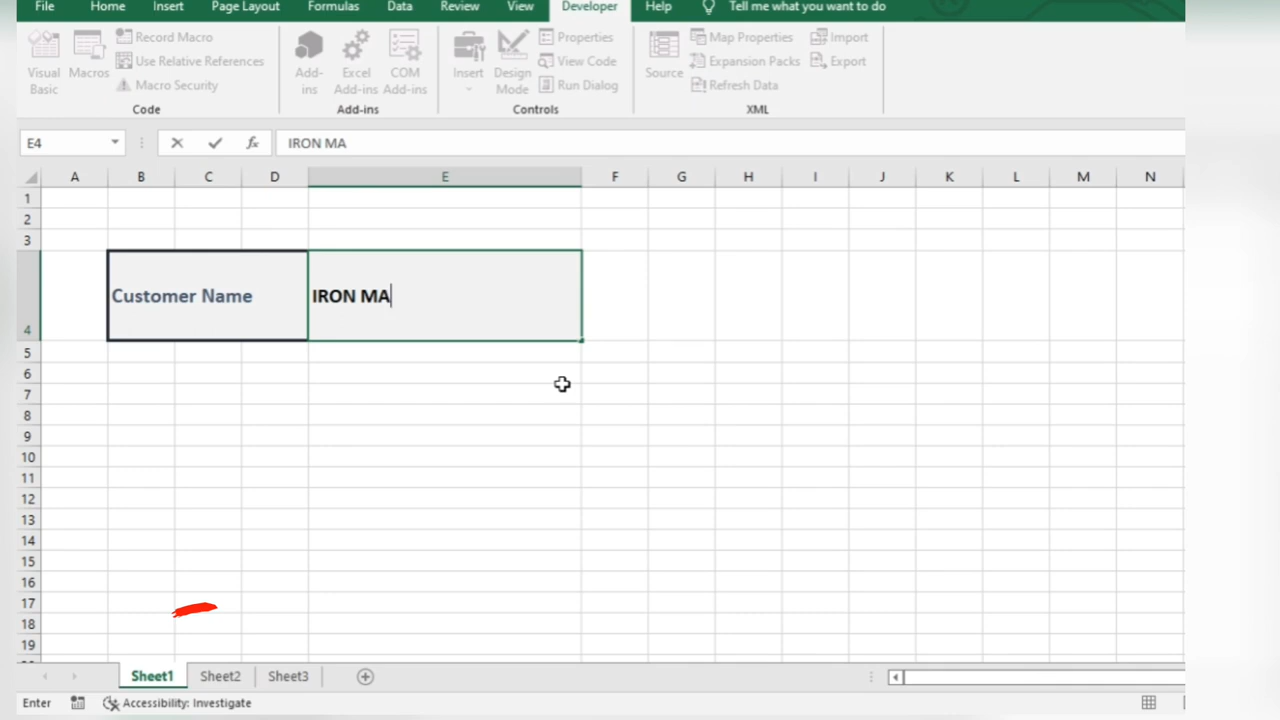 File Home Insert Page Layout Formulas Data Review View Developer Help Tell me what you want to do
Record Macro
Use Relative References
Macro Security
Visual Basic
Macros
Code
Add-ins
Excel Add-ins
COM Add-ins
Add-ins
Insert
Design Mode
Properties
View Code
Run Dialog
Controls
Source
Map Properties
Expansion Packs
Refresh Data
Import
Export
XML
E4 fx IRON MA
A B C D E F G H I J K L M N
1
2
3
4 Customer Name IRON MA
5
6
7
8
9
10
11
12
13
14
15
16
17
18
19
Sheet1 Sheet2 Sheet3
Enter Accessibility: Investigate